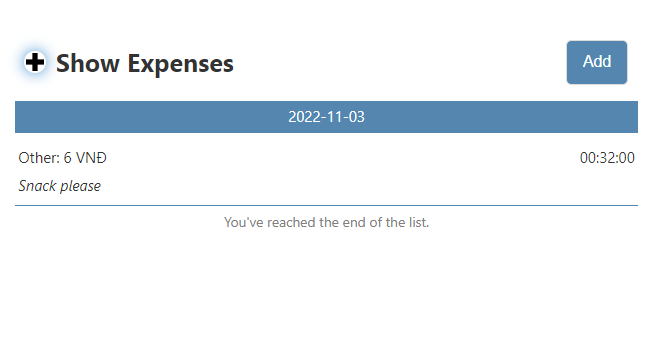 Show Expenses
Add
2022-11-03
Other: 6 VNĐ
00:32:00
Snack please
You've reached the end of the list.